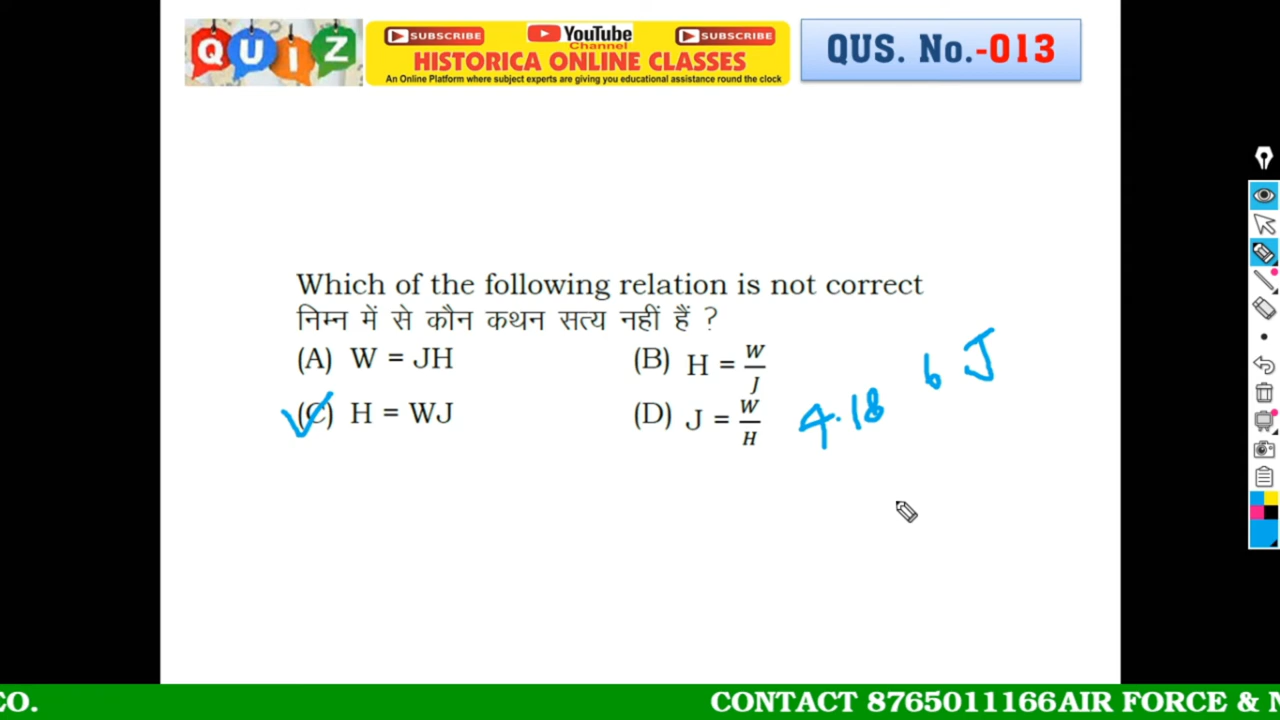 QUIZ
SUBSCRIBE YouTube SUBSCRIBE
Channel
HISTORICA ONLINE CLASSES
An Online Platform where subject experts are giving you educational assistance round the clock
QUS. No.-013
Which of the following relation is not correct
निम्न में से कौन कथन सत्य नहीं हैं ?
(A) W = JH (B) H = W/J
(C) H = WJ (D) J = W/H
4.18 J
CO. CONTACT 8765011166AIR FORCE & N